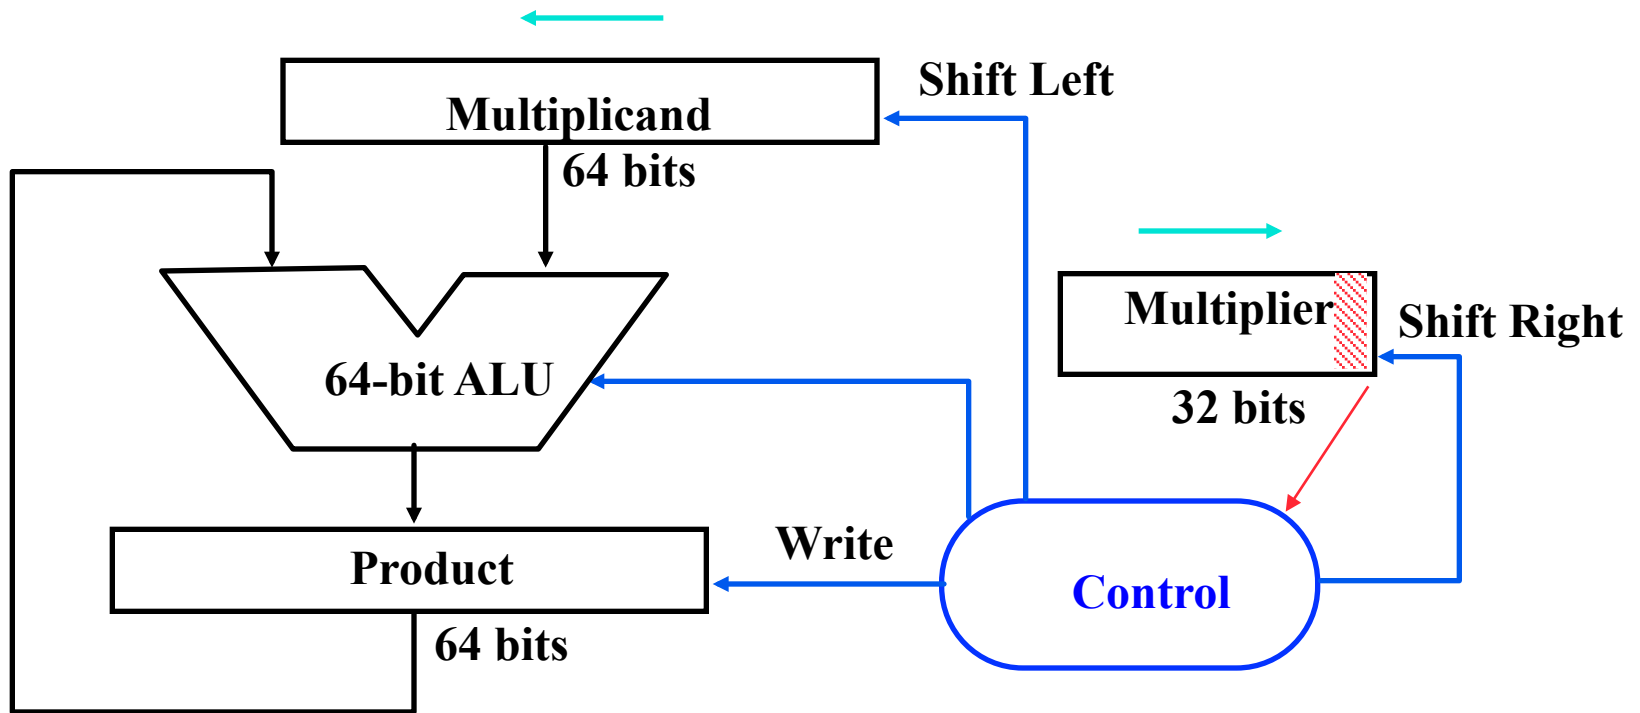 Shift Left
Multiplicand
64 bits
Multiplier
Shift Right
64-bit ALU
32 bits
Write
Product
Control
64 bits